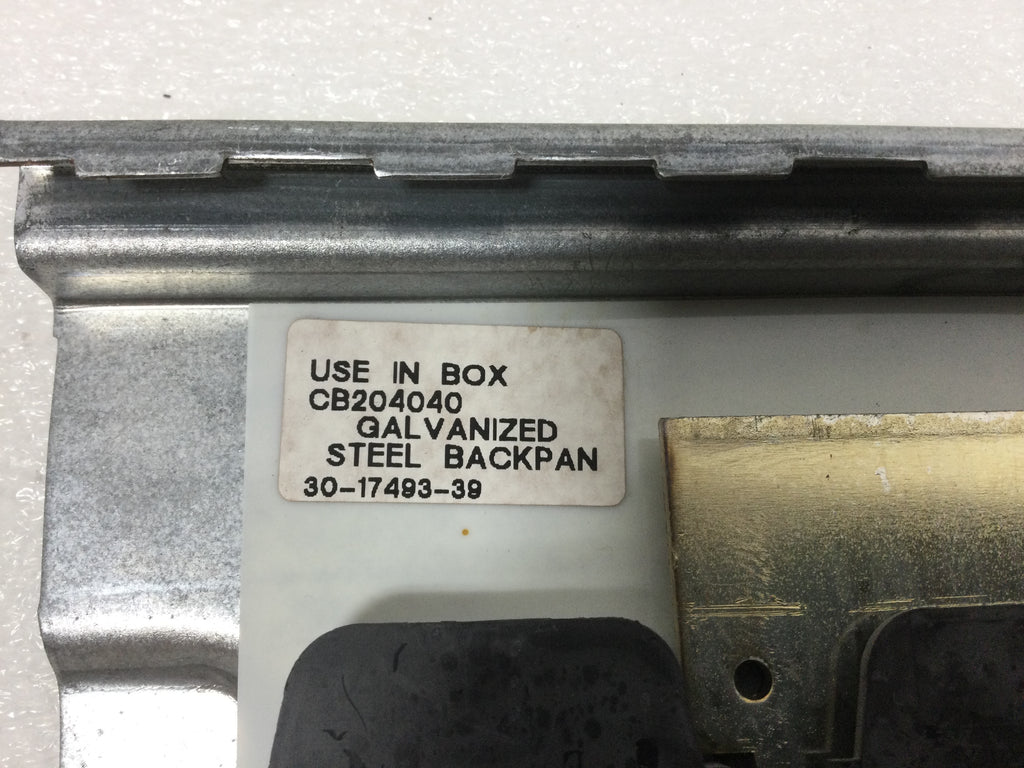 USE IN BOX
CB204040
GALVANIZED
STEEL BACKPAN
30-17493-39